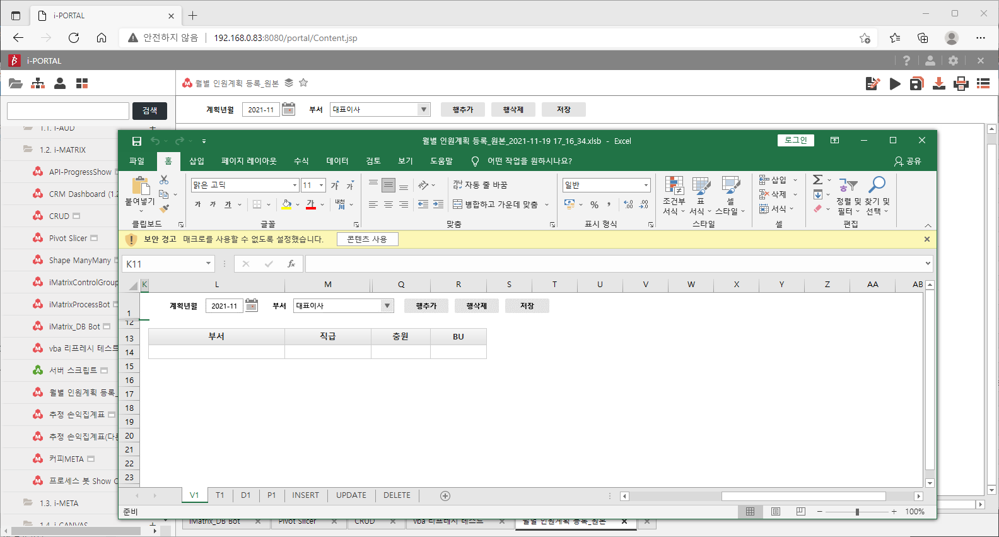 i-PORTAL
안전하지 않음 192.168.0.83:8080/portal/Content.jsp
i-PORTAL
월별 인원계획 등록_원본
검색
계획년월 2021-11 부서 대표이사 행추가 행삭제 저장
1.1. i-AUD
1.2. i-MATRIX
API-ProgressShow
CRM Dashboard (1.2
CRUD
Pivot Slicer
Shape ManyMany
iMatrixControlGroup
iMatrixProcessBot
iMatrix_DB Bot
vba 리프레시 테스트
서버 스크립트
월별 인원계획 등록_
추정 손익집계표
추정 손익집계표(다른
커피META
프로세스 봇 Show C
1.3. i-META
1.4. i-CANVAS
월별 인원계획 등록_원본_2021-11-19 17_16_34.xlsb - Excel
로그인
파일 홈 삽입 페이지 레이아웃 수식 데이터 검토 보기 도움말 어떤 작업을 원하시나요? 공유
붙여넣기
클립보드
맑은 고딕 11
가 가
가 가 가 가 내천
글꼴
자동 줄 바꿈
병합하고 가운데 맞춤
맞춤
일반
표시 형식
조건부 서식
표 서식
셀 스타일
스타일
삽입
삭제
서식
셀
정렬 및 필터
찾기 및 선택
편집
보안 경고 매크로를 사용할 수 없도록 설정했습니다. 콘텐츠 사용
K11 fx
K L M Q R S T U V W X Y Z AA AB
1
계획년월 2021-11 부서 대표이사 행추가 행삭제 저장
12
13 부서 직급 충원 BU
14
15
16
17
18
19
20
21
22
23
V1 T1 D1 P1 INSERT UPDATE DELETE
준비 100%
iMatrix_DB Bot Pivot Slicer CRUD vba 리프레시 테스트 월별 인원계획 등록_원본